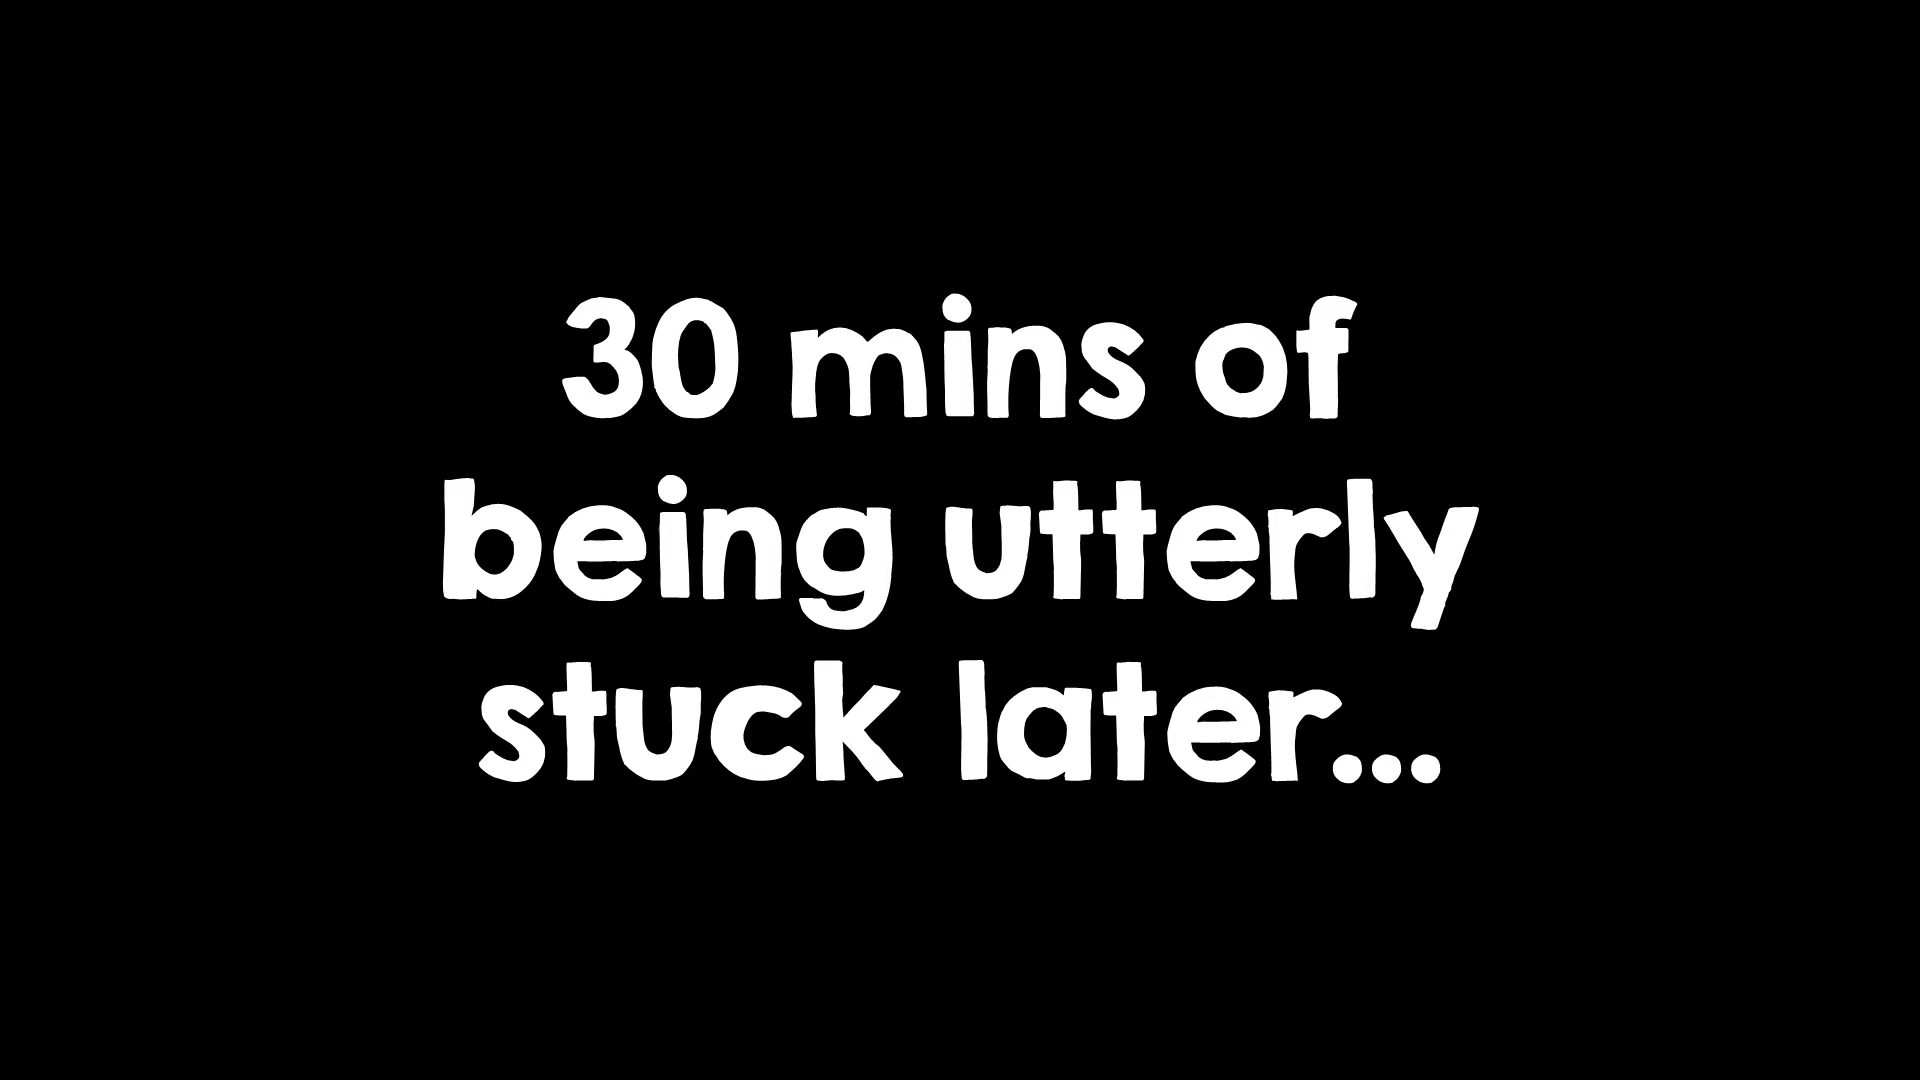 30 mins of
being utterly
stuck later...